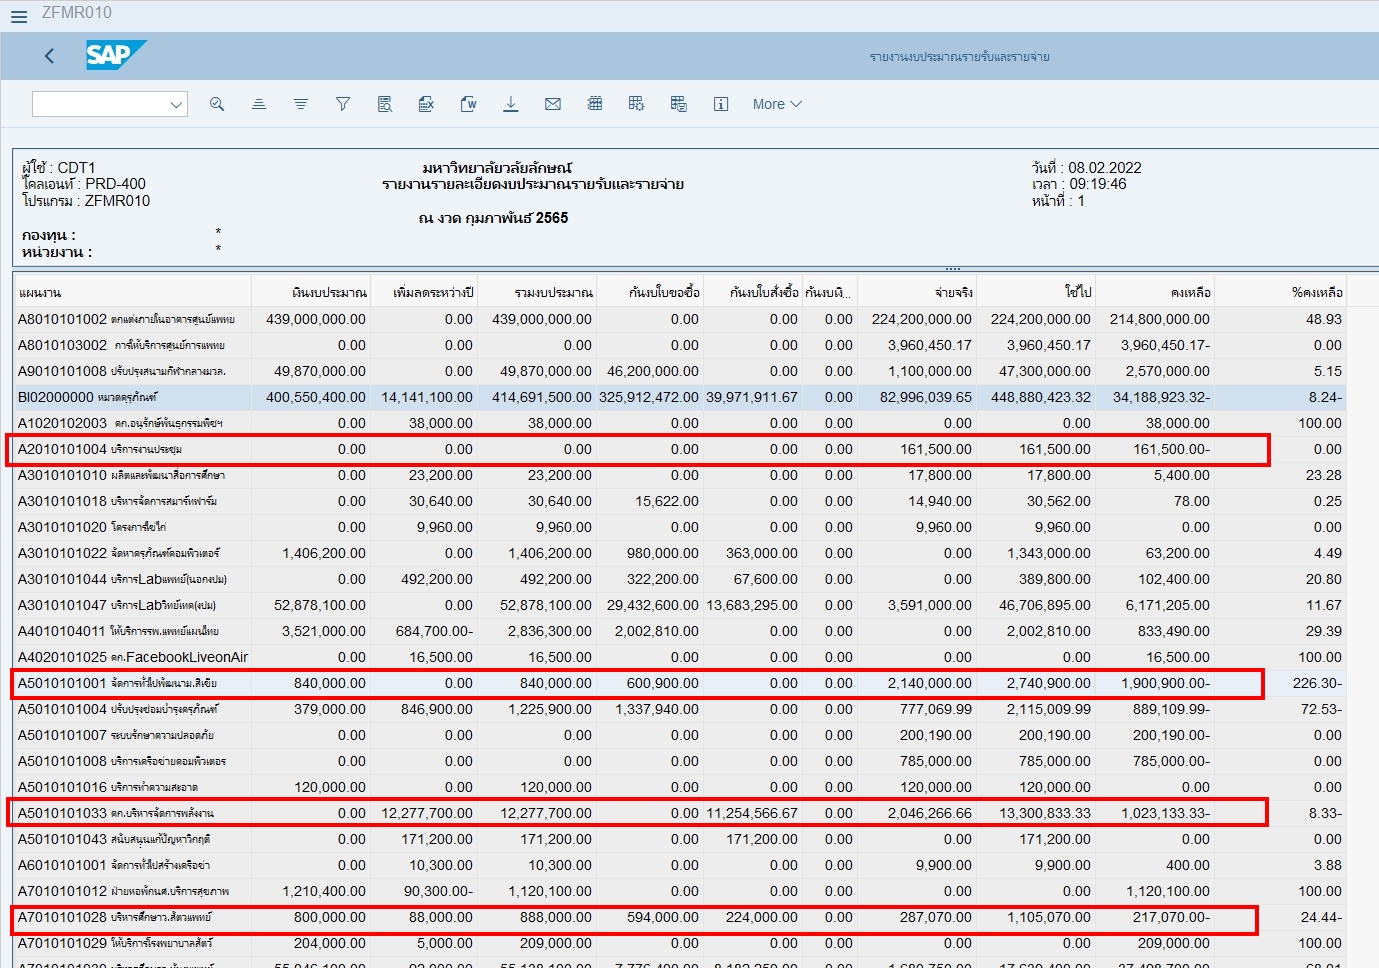 ZFMR010
SAP
รายงานงบประมาณรายรับและรายจ่าย
More
ผู้ใช้ : CDT1
ไคลเอนท์ : PRD-400
โปรแกรม : ZFMR010
มหาวิทยาลัยวลัยลักษณ์
รายงานรายละเอียดงบประมาณรายรับและรายจ่าย
ณ งวด กุมภาพันธ์ 2565
วันที่ : 08.02.2022
เวลา : 09:19:46
หน้าที่ : 1
กองทุน : *
หน่วยงาน : *
แผนงาน เงินงบประมาณ เพิ่มลดระหว่างปี รวมงบประมาณ กันงบใบขอซื้อ กันงบใบสั่งซื้อ กันงบเงิ... จ่ายจริง ใช้ไป คงเหลือ %คงเหลือ
A8010101002 ตกแต่งภายในอาคารศูนย์แพทย 439,000,000.00 0.00 439,000,000.00 0.00 0.00 0.00 224,200,000.00 224,200,000.00 214,800,000.00 48.93
A8010103002 การให้บริการศูนย์การแพทย 0.00 0.00 0.00 0.00 0.00 0.00 3,960,450.17 3,960,450.17 3,960,450.17- 0.00
A9010101008 ปรับปรุงสนามกีฬากลางมวล. 49,870,000.00 0.00 49,870,000.00 46,200,000.00 0.00 0.00 1,100,000.00 47,300,000.00 2,570,000.00 5.15
BI02000000 หมวดครุภัณฑ์ 400,550,400.00 14,141,100.00 414,691,500.00 325,912,472.00 39,971,911.67 0.00 82,996,039.65 448,880,423.32 34,188,923.32- 8.24-
A1020102003 คก.อนุรักษ์พันธุกรรมพืชฯ 0.00 38,000.00 38,000.00 0.00 0.00 0.00 0.00 0.00 38,000.00 100.00
A2010101004 บริการงานประชุม 0.00 0.00 0.00 0.00 0.00 0.00 161,500.00 161,500.00 161,500.00- 0.00
A3010101010 ผลิตและพัฒนาสื่อการศึกษา 0.00 23,200.00 23,200.00 0.00 0.00 0.00 17,800.00 17,800.00 5,400.00 23.28
A3010101018 บริหารจัดการสมาร์ทฟาร์ม 0.00 30,640.00 30,640.00 15,622.00 0.00 0.00 14,940.00 30,562.00 78.00 0.25
A3010101020 โครงการไข่ไก่ 0.00 9,960.00 9,960.00 0.00 0.00 0.00 9,960.00 9,960.00 0.00 0.00
A3010101022 จัดหาครุภัณฑ์คอมพิวเตอร์ 1,406,200.00 0.00 1,406,200.00 980,000.00 363,000.00 0.00 0.00 1,343,000.00 63,200.00 4.49
A3010101044 บริการLabแพทย์(นอกงปม) 0.00 492,200.00 492,200.00 322,200.00 67,600.00 0.00 0.00 389,800.00 102,400.00 20.80
A3010101047 บริการLabวิทย์เทค(งปม) 52,878,100.00 0.00 52,878,100.00 29,432,600.00 13,683,295.00 0.00 3,591,000.00 46,706,895.00 6,171,205.00 11.67
A4010104011 ให้บริการรพ.แพทย์แผนไทย 3,521,000.00 684,700.00- 2,836,300.00 2,002,810.00 0.00 0.00 0.00 2,002,810.00 833,490.00 29.39
A4020101025 คก.FacebookLiveonAir 0.00 16,500.00 16,500.00 0.00 0.00 0.00 0.00 0.00 16,500.00 100.00
A5010101001 จัดการทั่วไปพัฒนาม.สีเขีย 840,000.00 0.00 840,000.00 600,900.00 0.00 0.00 2,140,000.00 2,740,900.00 1,900,900.00- 226.30-
A5010101004 ปรับปรุงซ่อมบำรุงครุภัณฑ์ 379,000.00 846,900.00 1,225,900.00 1,337,940.00 0.00 0.00 777,069.99 2,115,009.99 889,109.99- 72.53-
A5010101007 ระบบรักษาความปลอดภัย 0.00 0.00 0.00 0.00 0.00 0.00 200,190.00 200,190.00 200,190.00- 0.00
A5010101008 บริการเครือข่ายคอมพิวเตอร 0.00 0.00 0.00 0.00 0.00 0.00 785,000.00 785,000.00 785,000.00- 0.00
A5010101016 บริการทำความสะอาด 120,000.00 0.00 120,000.00 0.00 0.00 0.00 120,000.00 120,000.00 0.00 0.00
A5010101033 คก.บริหารจัดการพลังงาน 0.00 12,277,700.00 12,277,700.00 0.00 11,254,566.67 0.00 2,046,266.66 13,300,833.33 1,023,133.33- 8.33-
A5010101043 สนับสนุนแก้ปัญหาวิกฤติ 0.00 171,200.00 171,200.00 0.00 171,200.00 0.00 0.00 171,200.00 0.00 0.00
A6010101001 จัดการทั่วไปสร้างเครือข่า 0.00 10,300.00 10,300.00 0.00 0.00 0.00 9,900.00 9,900.00 400.00 3.88
A7010101012 ฝ่ายหอพักนศ.บริการสุขภาพ 1,210,400.00 90,300.00- 1,120,100.00 0.00 0.00 0.00 0.00 0.00 1,120,100.00 100.00
A7010101028 บริหารศึกษาว.สัตวแพทย์ 800,000.00 88,000.00 888,000.00 594,000.00 224,000.00 0.00 287,070.00 1,105,070.00 217,070.00- 24.44-
A7010101029 ให้บริการโรงพยาบาลสัตว์ 204,000.00 5,000.00 209,000.00 0.00 0.00 0.00 0.00 0.00 209,000.00 100.00